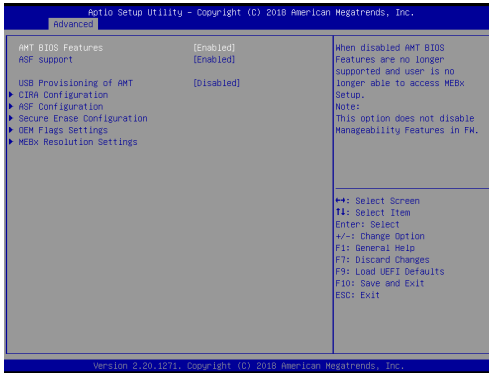 Aptio Setup Utility – Copyright (C) 2018 American Megatrends, Inc.
Advanced
AMT BIOS Features [Enabled]
ASF support [Enabled]
USB Provisioning of AMT [Disabled]
CIRA Configuration
ASF Configuration
Secure Erase Configuration
OEM Flags Settings
MEBx Resolution Settings
When disabled AMT BIOS
Features are no longer
supported and user is no
longer able to access MEBx
Setup.
Note:
This option does not disable
Manageability Features in FW.
↔: Select Screen
↑↓: Select Item
Enter: Select
+/-: Change Option
F1: General Help
F7: Discard Changes
F9: Load UEFI Defaults
F10: Save and Exit
ESC: Exit
Version 2.20.1271. Copyright (C) 2018 American Megatrends, Inc.